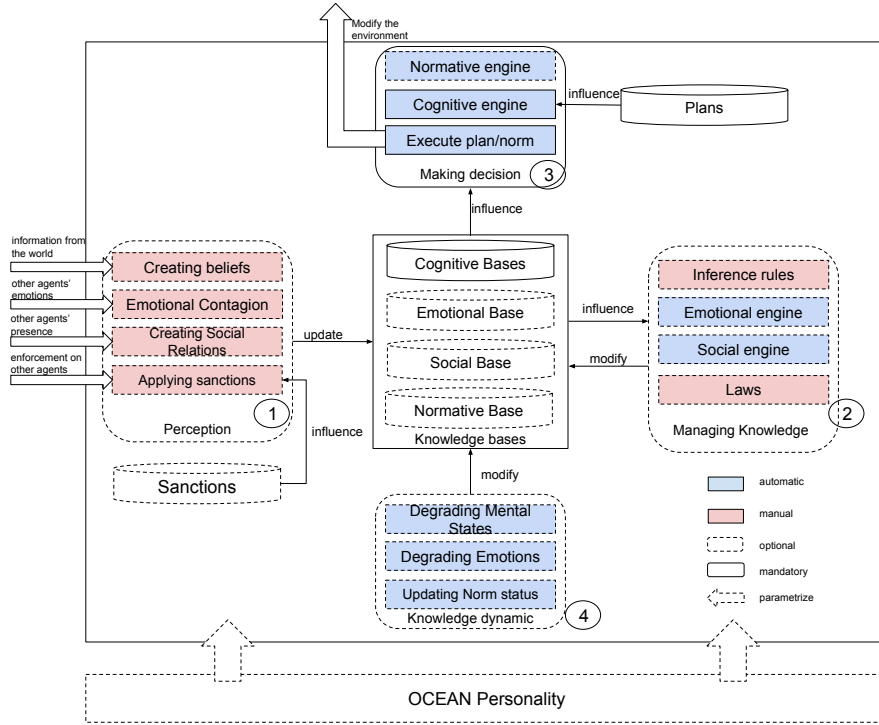 Modify the
environment
Normative engine
Cognitive engine
influence
Plans
Execute plan/norm
Making decision
3
influence
information from
the world
Creating beliefs
other agents'
emotions
Emotional Contagion
other agents'
presence
Creating Social
Relations
enforcement on
other agents
Applying sanctions
1
Perception
update
influence
Sanctions
Cognitive Bases
Emotional Base
Social Base
Normative Base
Knowledge bases
influence
modify
Inference rules
Emotional engine
Social engine
Laws
2
Managing Knowledge
modify
Degrading Mental
States
Degrading Emotions
Updating Norm status
Knowledge dynamic
4
automatic
manual
optional
mandatory
parametrize
OCEAN Personality